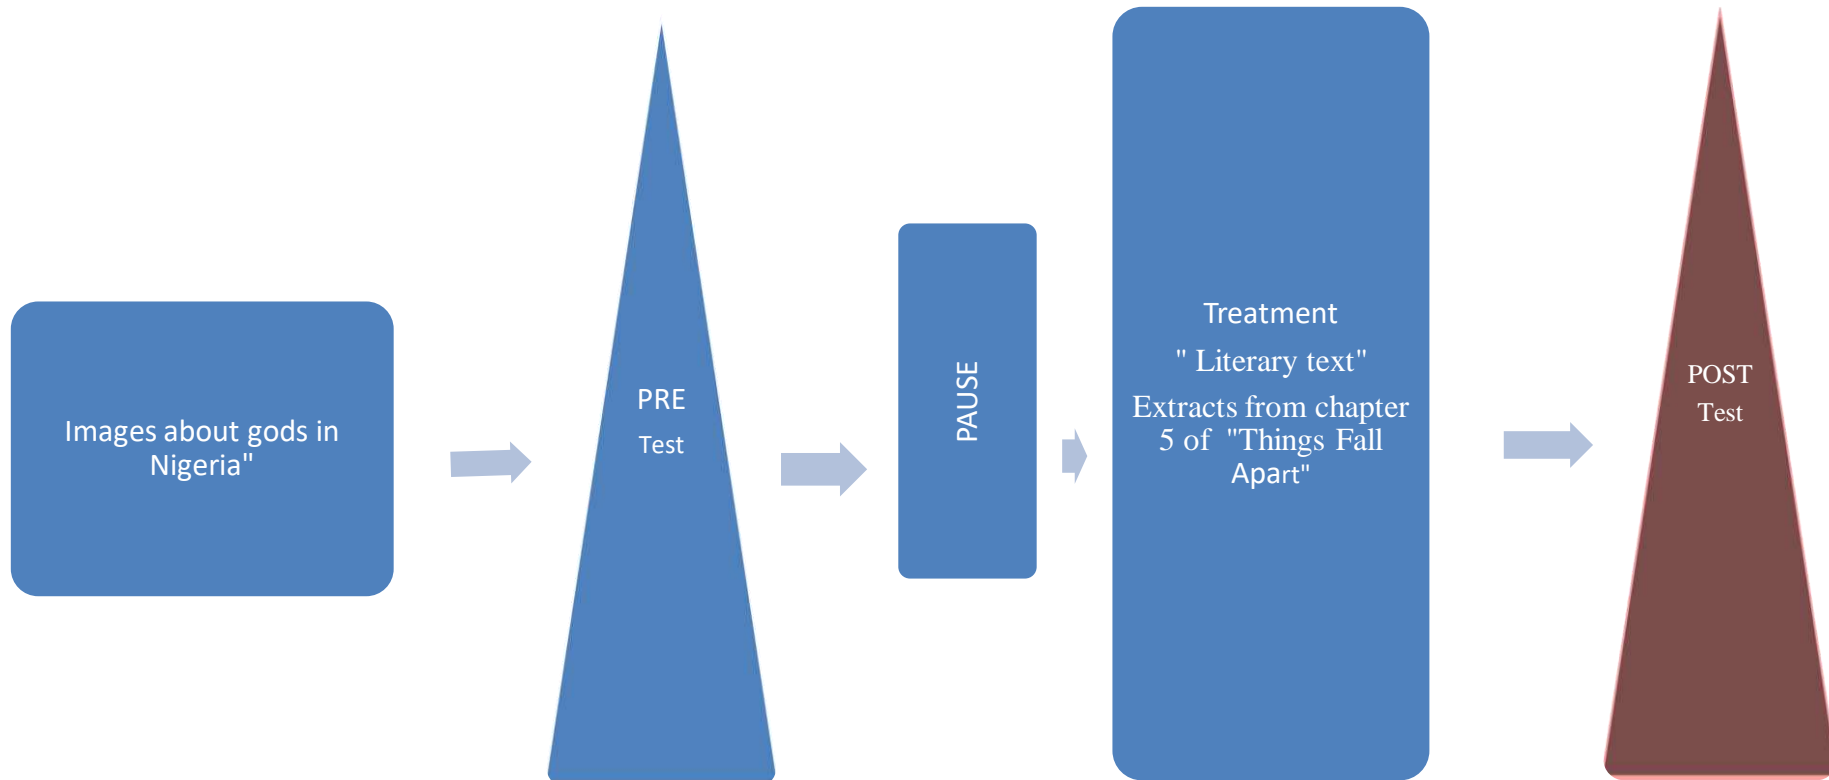 Images about gods in
Nigeria"
PRE
Test
PAUSE
Treatment
" Literary text"
Extracts from chapter
5 of "Things Fall
Apart"
POST
Test